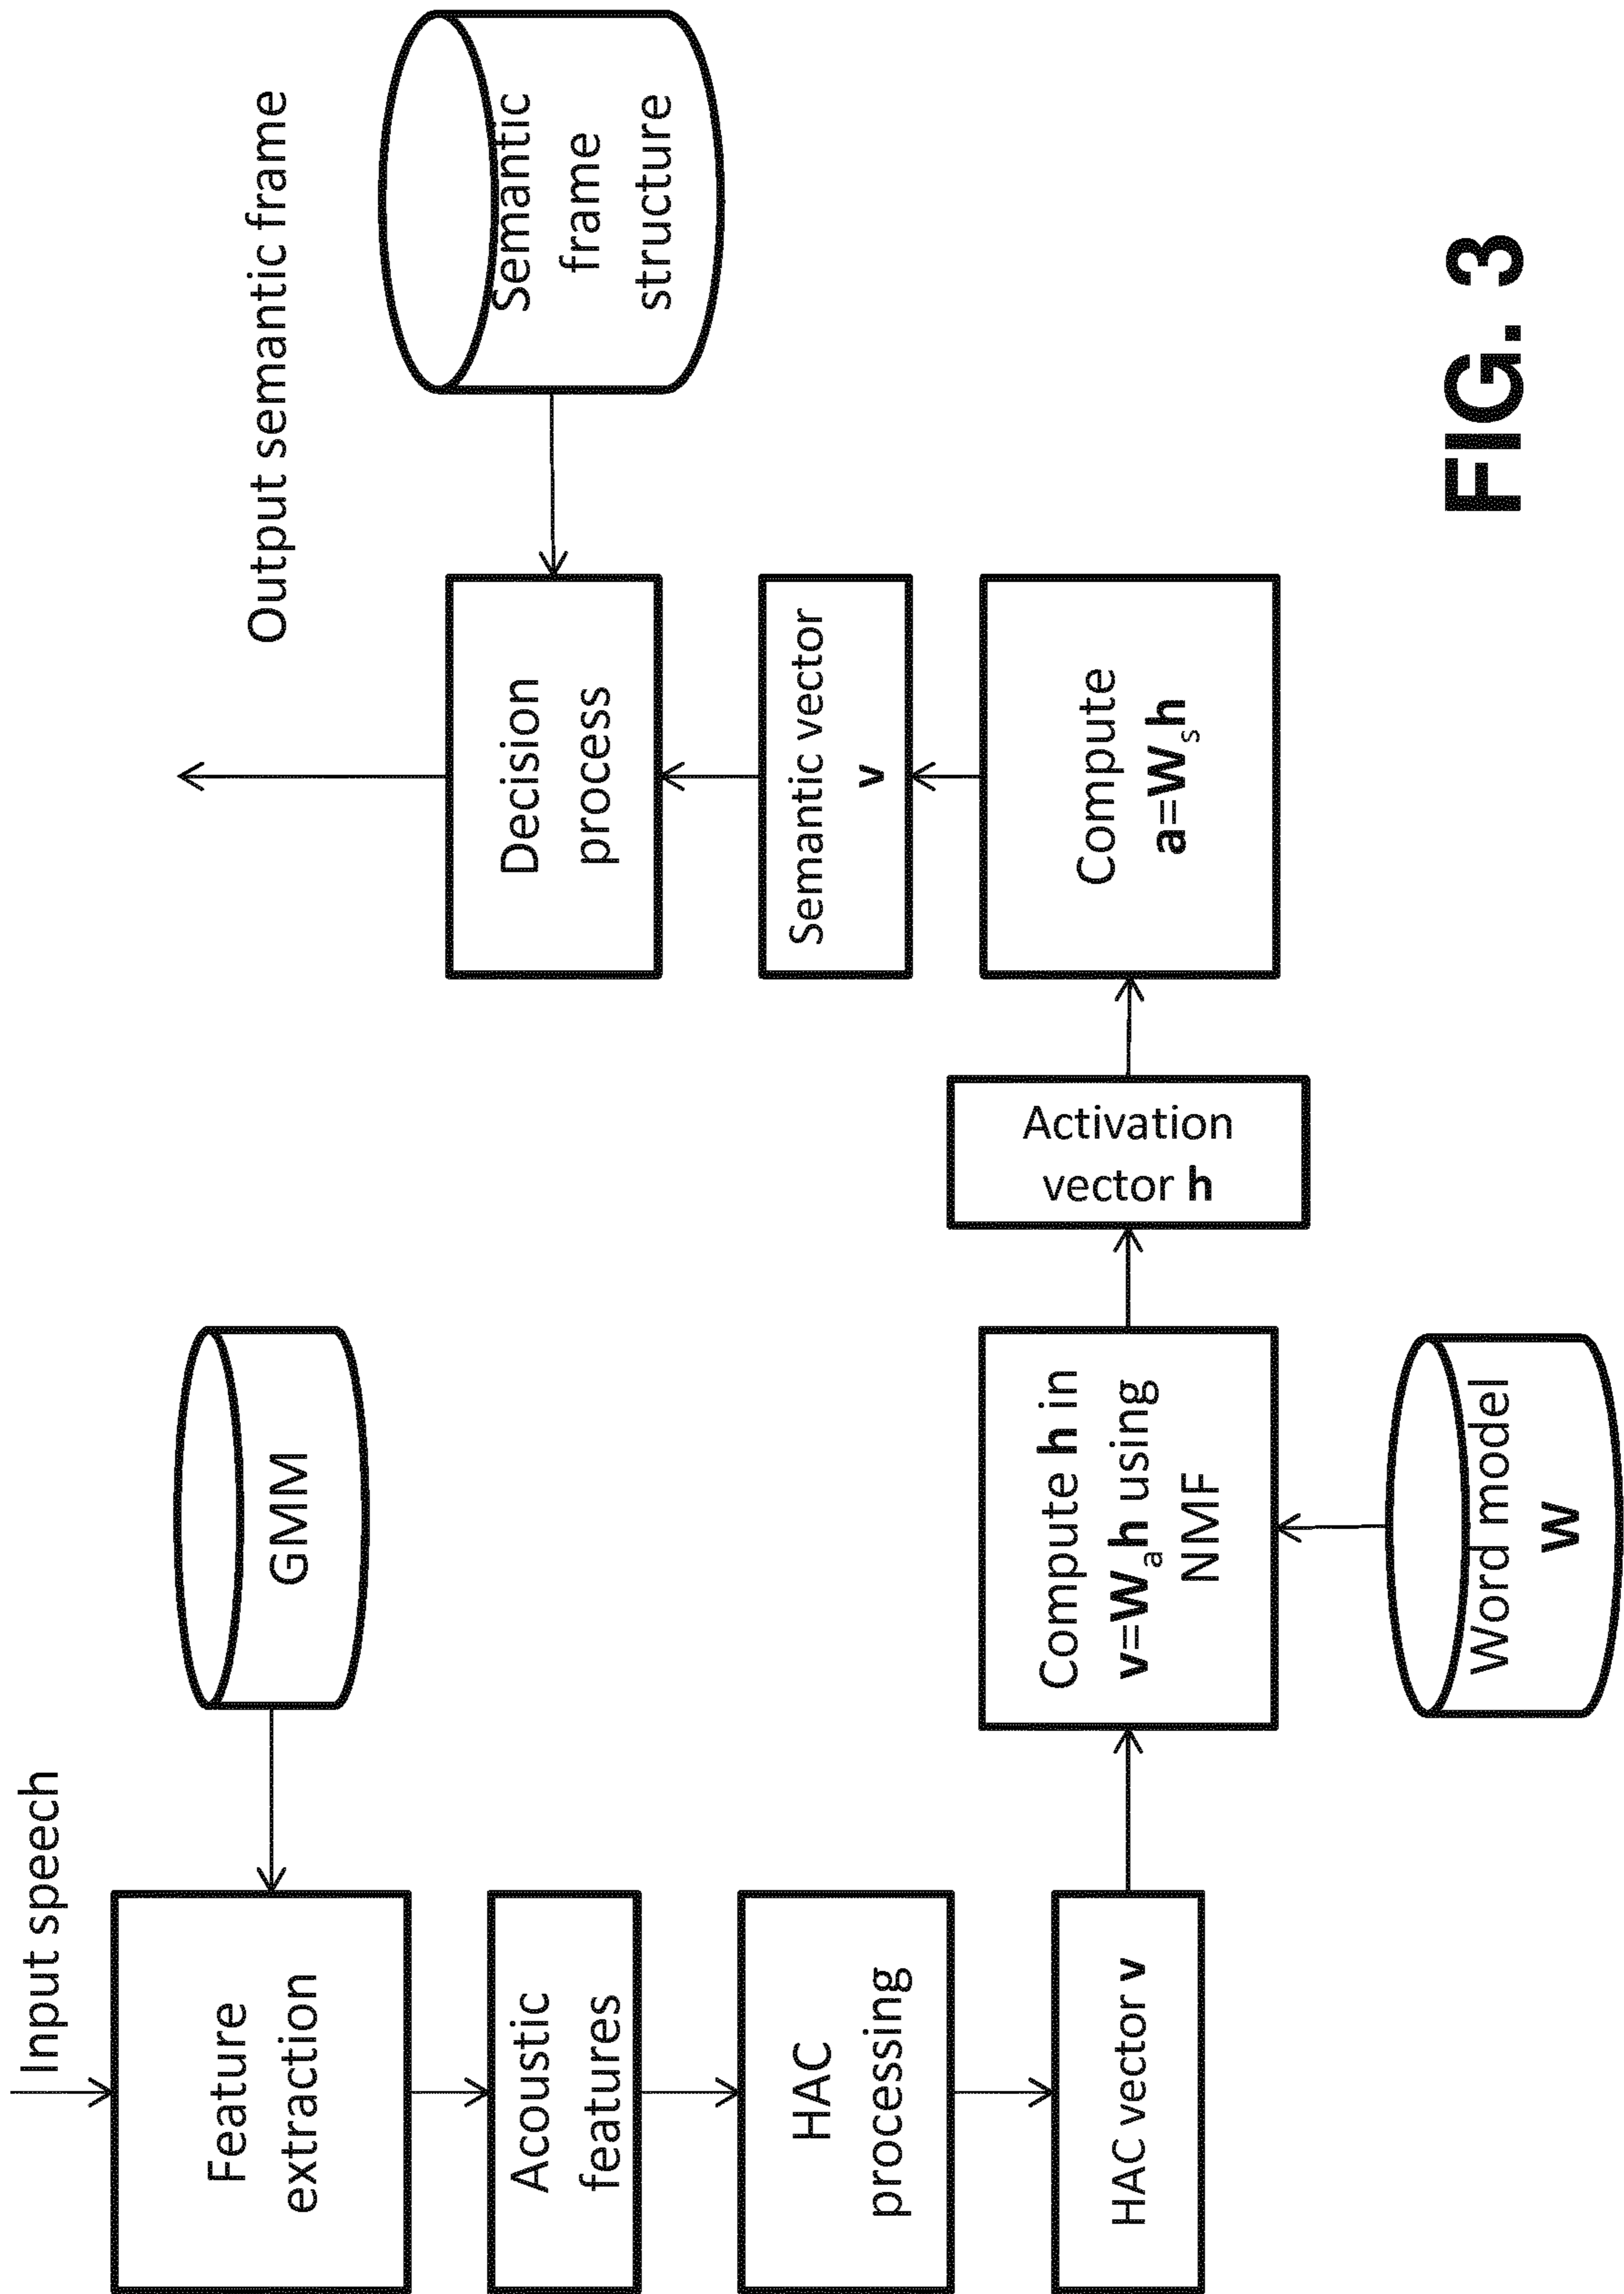 Input speech
Feature
extraction
GMM
Acoustic
features
HAC
processing
HAC vector v
Compute h in
v=Wₐh using
NMF
Word model
W
Activation
vector h
Compute
a=Wₛh
Semantic vector
v
Decision
process
Semantic
frame
structure
Output semantic frame
FIG. 3